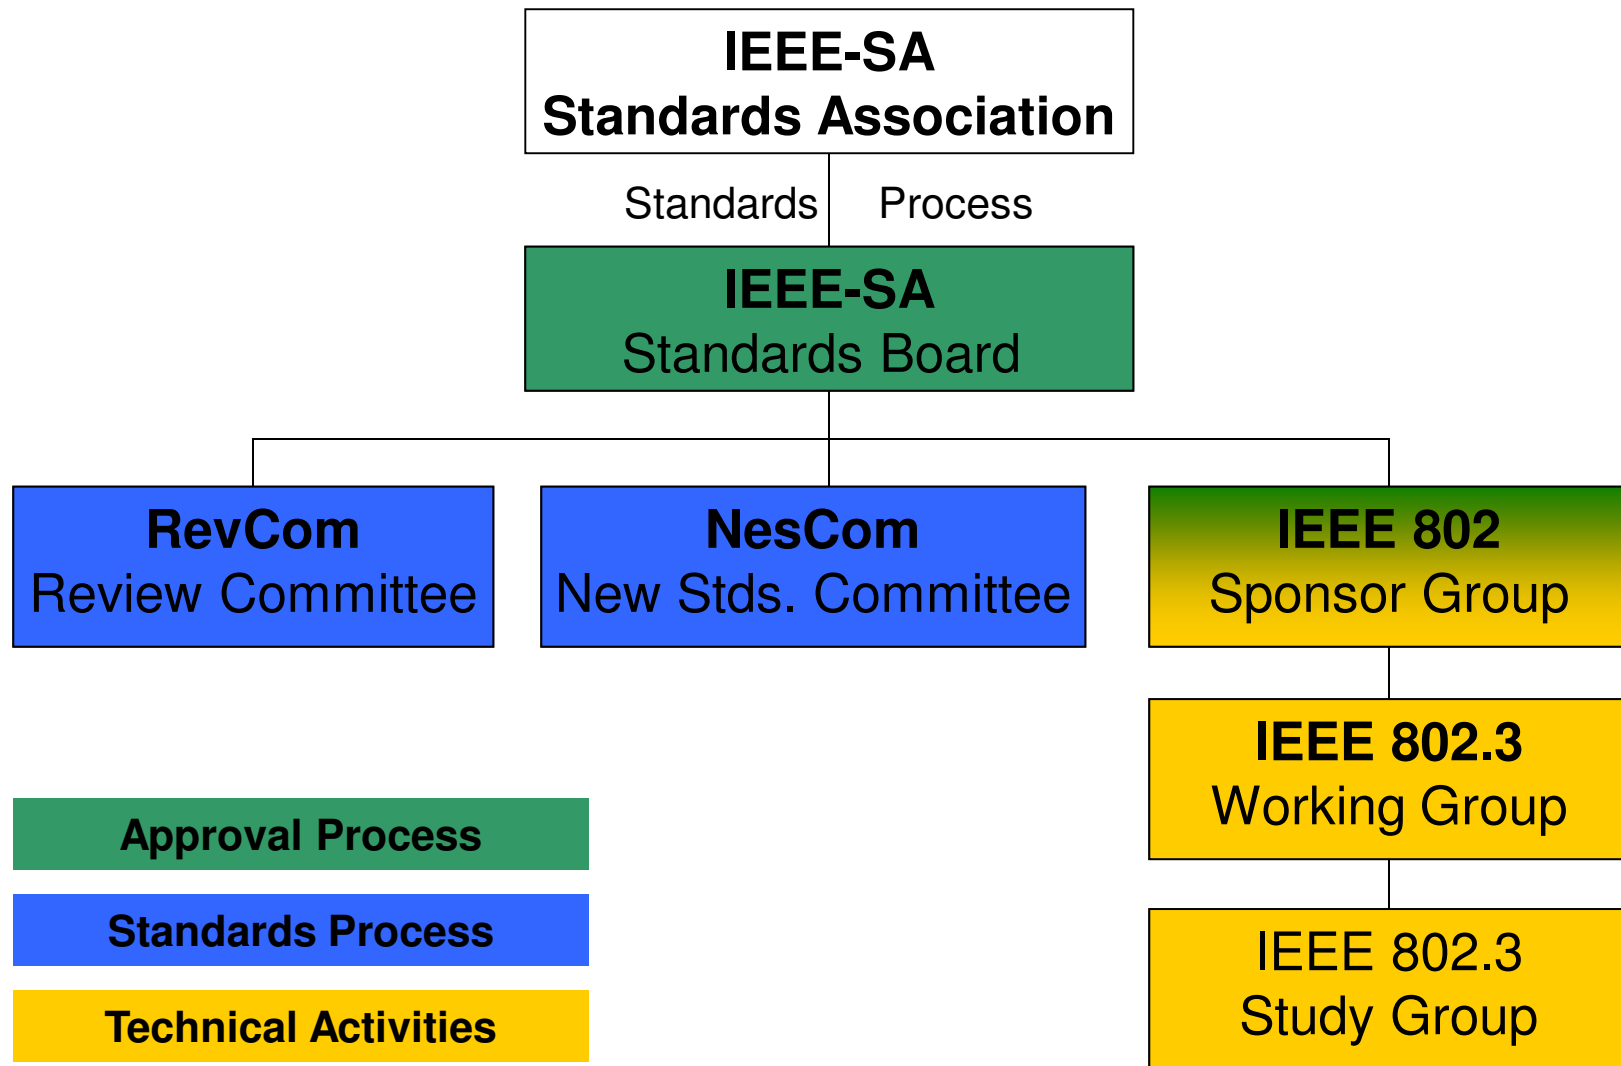 IEEE-SA
Standards Association
Standards Process
IEEE-SA
Standards Board
RevCom
Review Committee
NesCom
New Stds. Committee
IEEE 802
Sponsor Group
IEEE 802.3
Working Group
IEEE 802.3
Study Group
Approval Process
Standards Process
Technical Activities